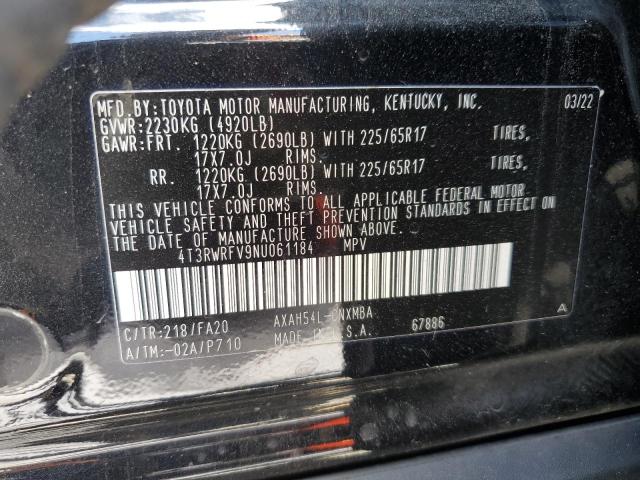 MFD.BY:TOYOTA MOTOR MANUFACTURING, KENTUCKY, INC. 03/22
GVWR:2230KG (4920LB)
GAWR:FRT. 1220KG (2690LB) WITH 225/65R17 TIRES,
17X7.0J RIMS.
RR. 1220KG (2690LB) WITH 225/65R17 TIRES,
17X7.0J RIMS.
THIS VEHICLE CONFORMS TO ALL APPLICABLE FEDERAL MOTOR
VEHICLE SAFETY AND THEFT PREVENTION STANDARDS IN EFFECT ON
THE DATE OF MANUFACTURE SHOWN ABOVE.
4T3RWRFV9NU061184 MPV
C/TR:218/FA20 A
A/TM:-02A/P710 MADE IN U.S.A. 67886